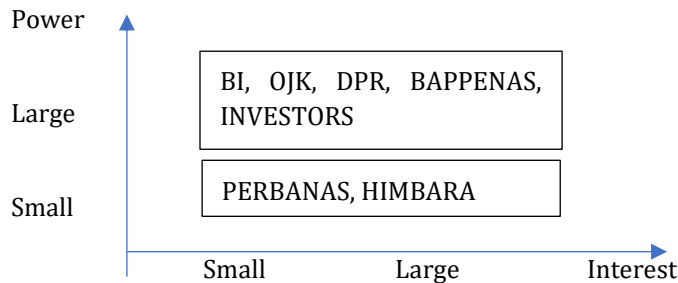 Power
BI, OJK, DPR, BAPPENAS,
INVESTORS
Large
PERBANAS, HIMBARA
Small
Small Large Interest